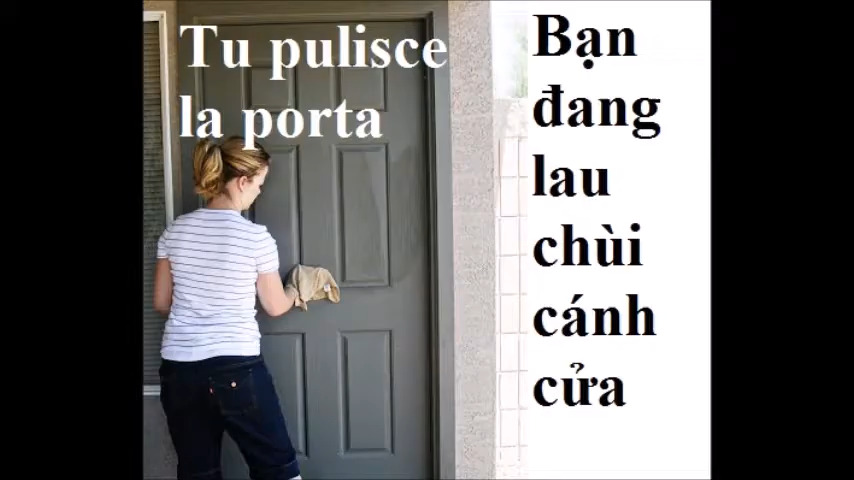 Tu pulisce
la porta
Bạn
đang
lau
chùi
cánh
cửa